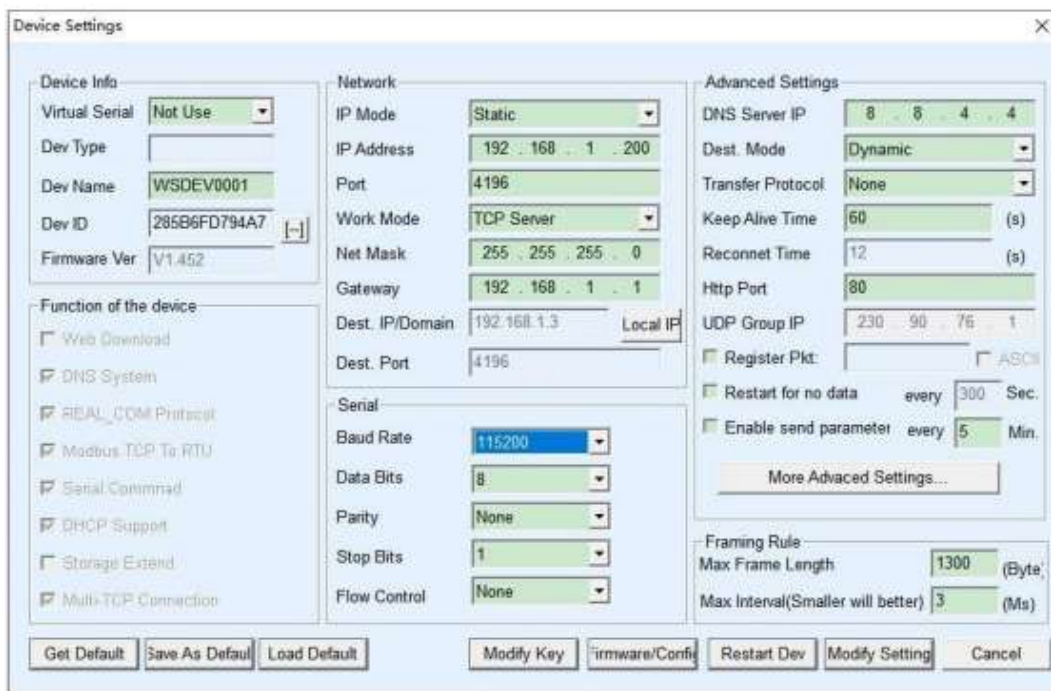 Device Settings
Device Info
Virtual Serial Not Use
Dev Type
Dev Name WSDEV0001
Dev ID 285B6FD794A7 [--]
Firmware Ver V1.452
Function of the device
Web Download
DNS System
REAL_COM Protocol
Modbus TCP To RTU
Serial Commnad
DHCP Support
Storage Extend
Multi-TCP Connection
Network
IP Mode Static
IP Address 192 . 168 . 1 . 200
Port 4196
Work Mode TCP Server
Net Mask 255 . 255 . 255 . 0
Gateway 192 . 168 . 1 . 1
Dest. IP/Domain 192.168.1.3 Local IP
Dest. Port 4196
Serial
Baud Rate 115200
Data Bits 8
Parity None
Stop Bits 1
Flow Control None
Advanced Settings
DNS Server IP 8 . 8 . 4 . 4
Dest. Mode Dynamic
Transfer Protocol None
Keep Alive Time 60 (s)
Reconnet Time 12 (s)
Http Port 80
UDP Group IP 230 . 90 . 76 . 1
Register Pkt: ASCII
Restart for no data every 300 Sec.
Enable send parameter every 5 Min.
More Advaced Settings...
Framing Rule
Max Frame Length 1300 (Byte)
Max Interval(Smaller will better) 3 (Ms)
Get Default Save As Defaul Load Default Modify Key Firmware/Config Restart Dev Modify Setting Cancel